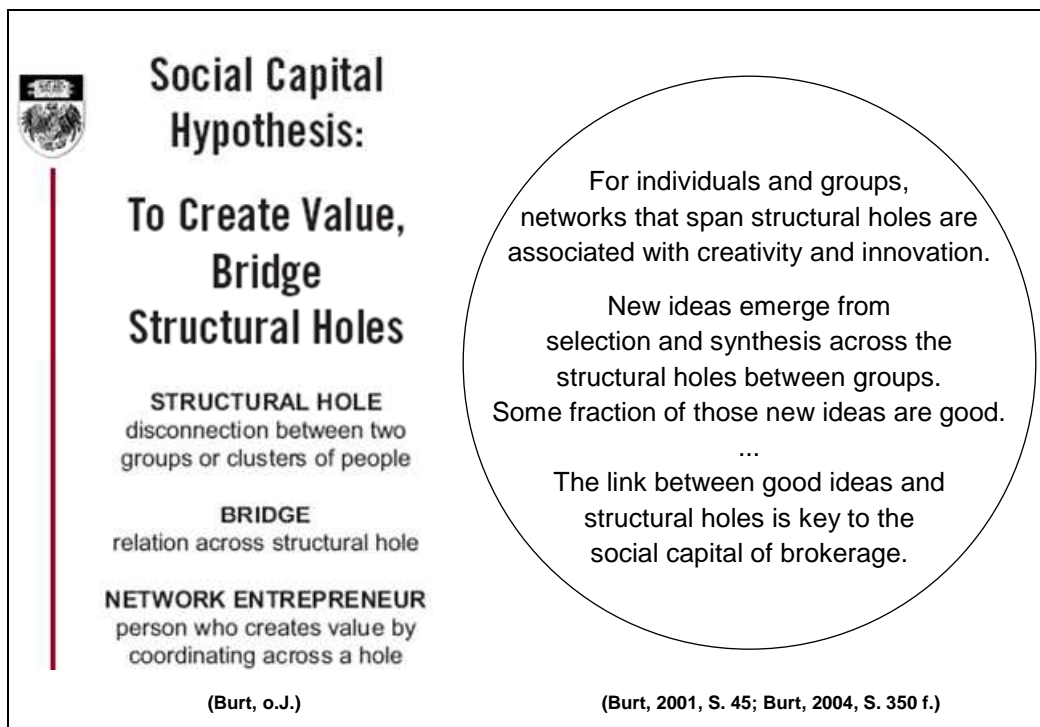 Social Capital
Hypothesis:
To Create Value,
Bridge
Structural Holes
STRUCTURAL HOLE
disconnection between two
groups or clusters of people
BRIDGE
relation across structural hole
NETWORK ENTREPRENEUR
person who creates value by
coordinating across a hole
(Burt, o.J.)
For individuals and groups,
networks that span structural holes are
associated with creativity and innovation.
New ideas emerge from
selection and synthesis across the
structural holes between groups.
Some fraction of those new ideas are good.
...
The link between good ideas and
structural holes is key to the
social capital of brokerage.
(Burt, 2001, S. 45; Burt, 2004, S. 350 f.)